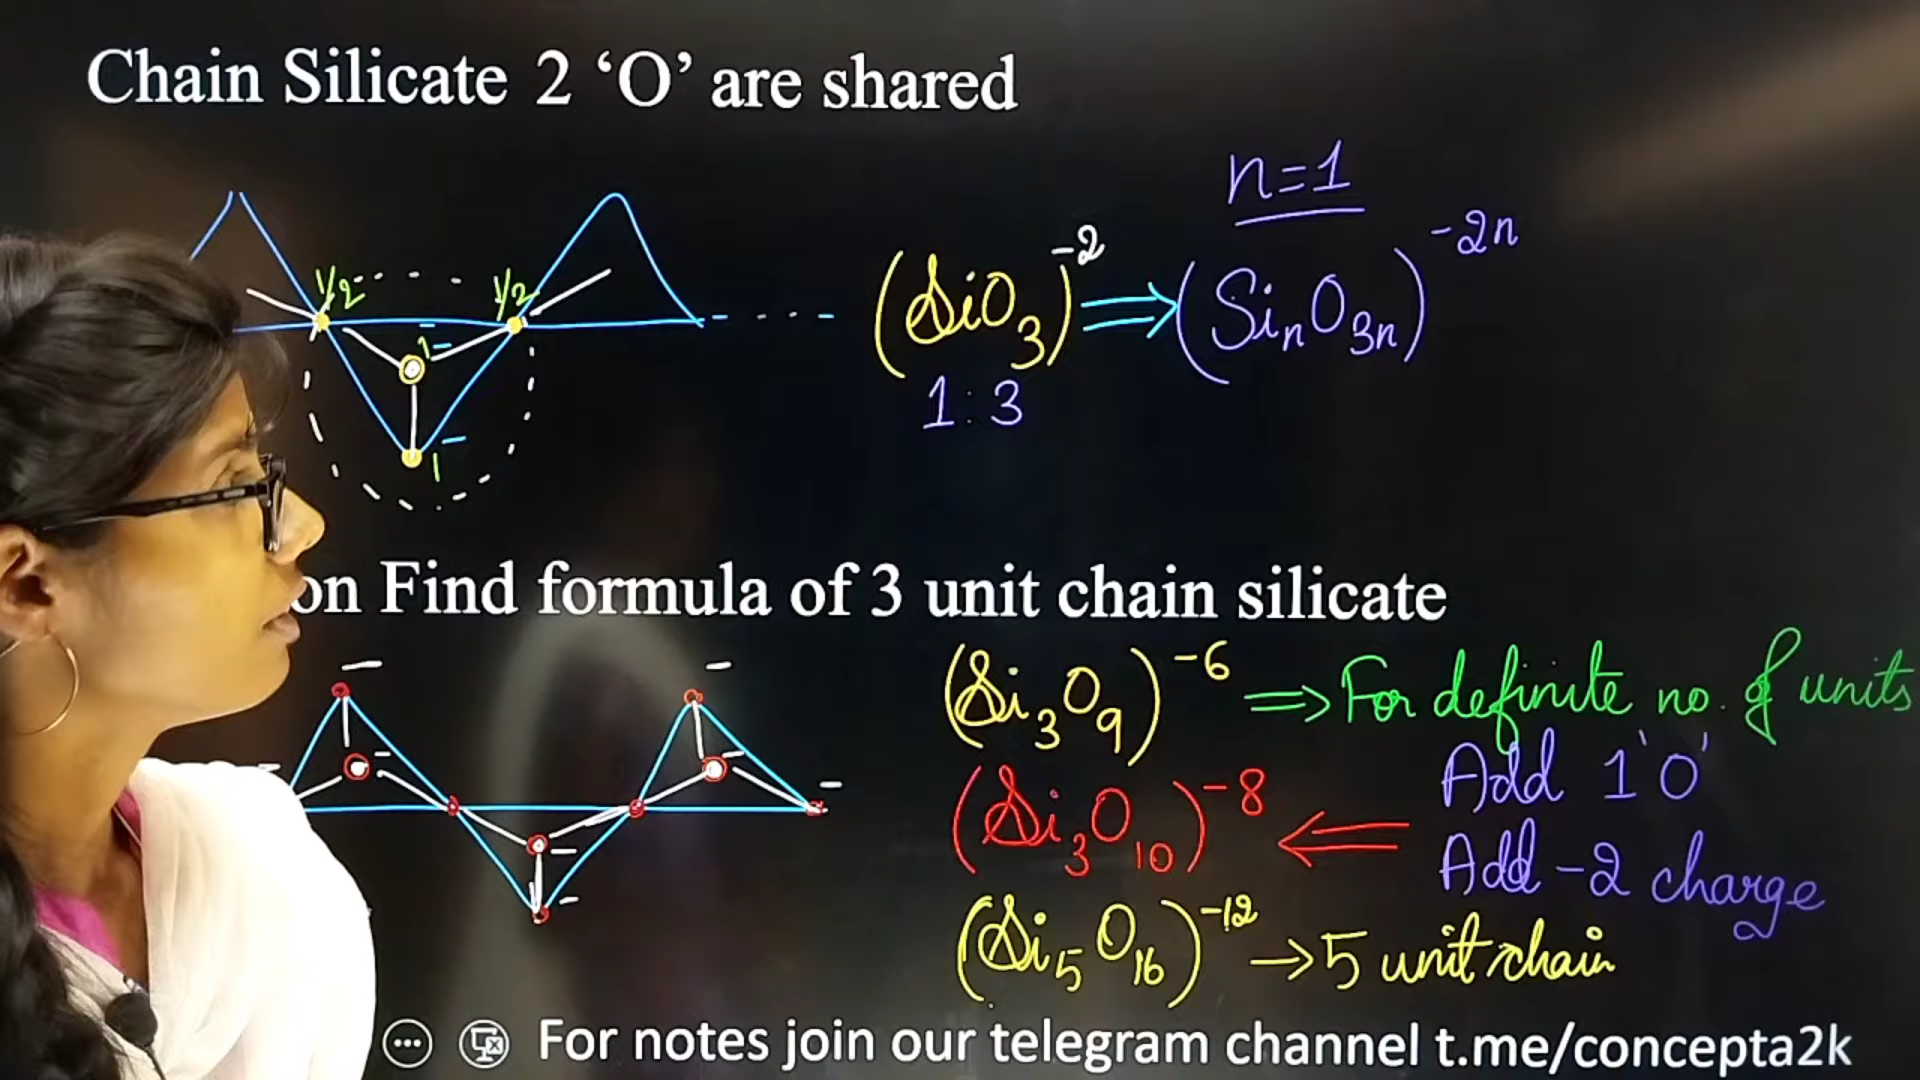 Chain Silicate 2 ‘O’ are shared
n=1
1/2 1/2
(SiO₃)⁻² ⇒ (SiₙO₃ₙ)⁻²ⁿ
1-
1 : 3
1
on Find formula of 3 unit chain silicate
(Si₃O₉)⁻⁶ ⇒ For definite no. of units
Add 1 'O'
(Si₃O₁₀)⁻⁸ ⇐
Add -2 charge
(Si₅O₁₆)⁻¹² → 5 unit chain
For notes join our telegram channel t.me/concepta2k